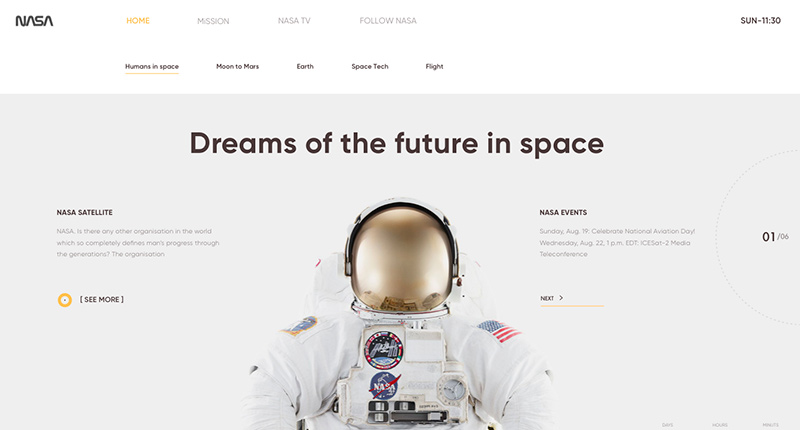 NASA
HOME
MISSION
NASA TV
FOLLOW NASA
SUN-11:30
Humans in space
Moon to Mars
Earth
Space Tech
Flight
Dreams of the future in space
NASA SATELLITE
NASA. Is there any other organisation in the world
which so completely defines man's progress through
the generations? The organisation
[ SEE MORE ]
NASA EVENTS
Sunday, Aug. 19: Celebrate National Aviation Day!
Wednesday, Aug. 22, 1 p.m. EDT: ICESat-2 Media
Teleconference
NEXT
01 /06
NASA
DAYS
HOURS
MINUTE